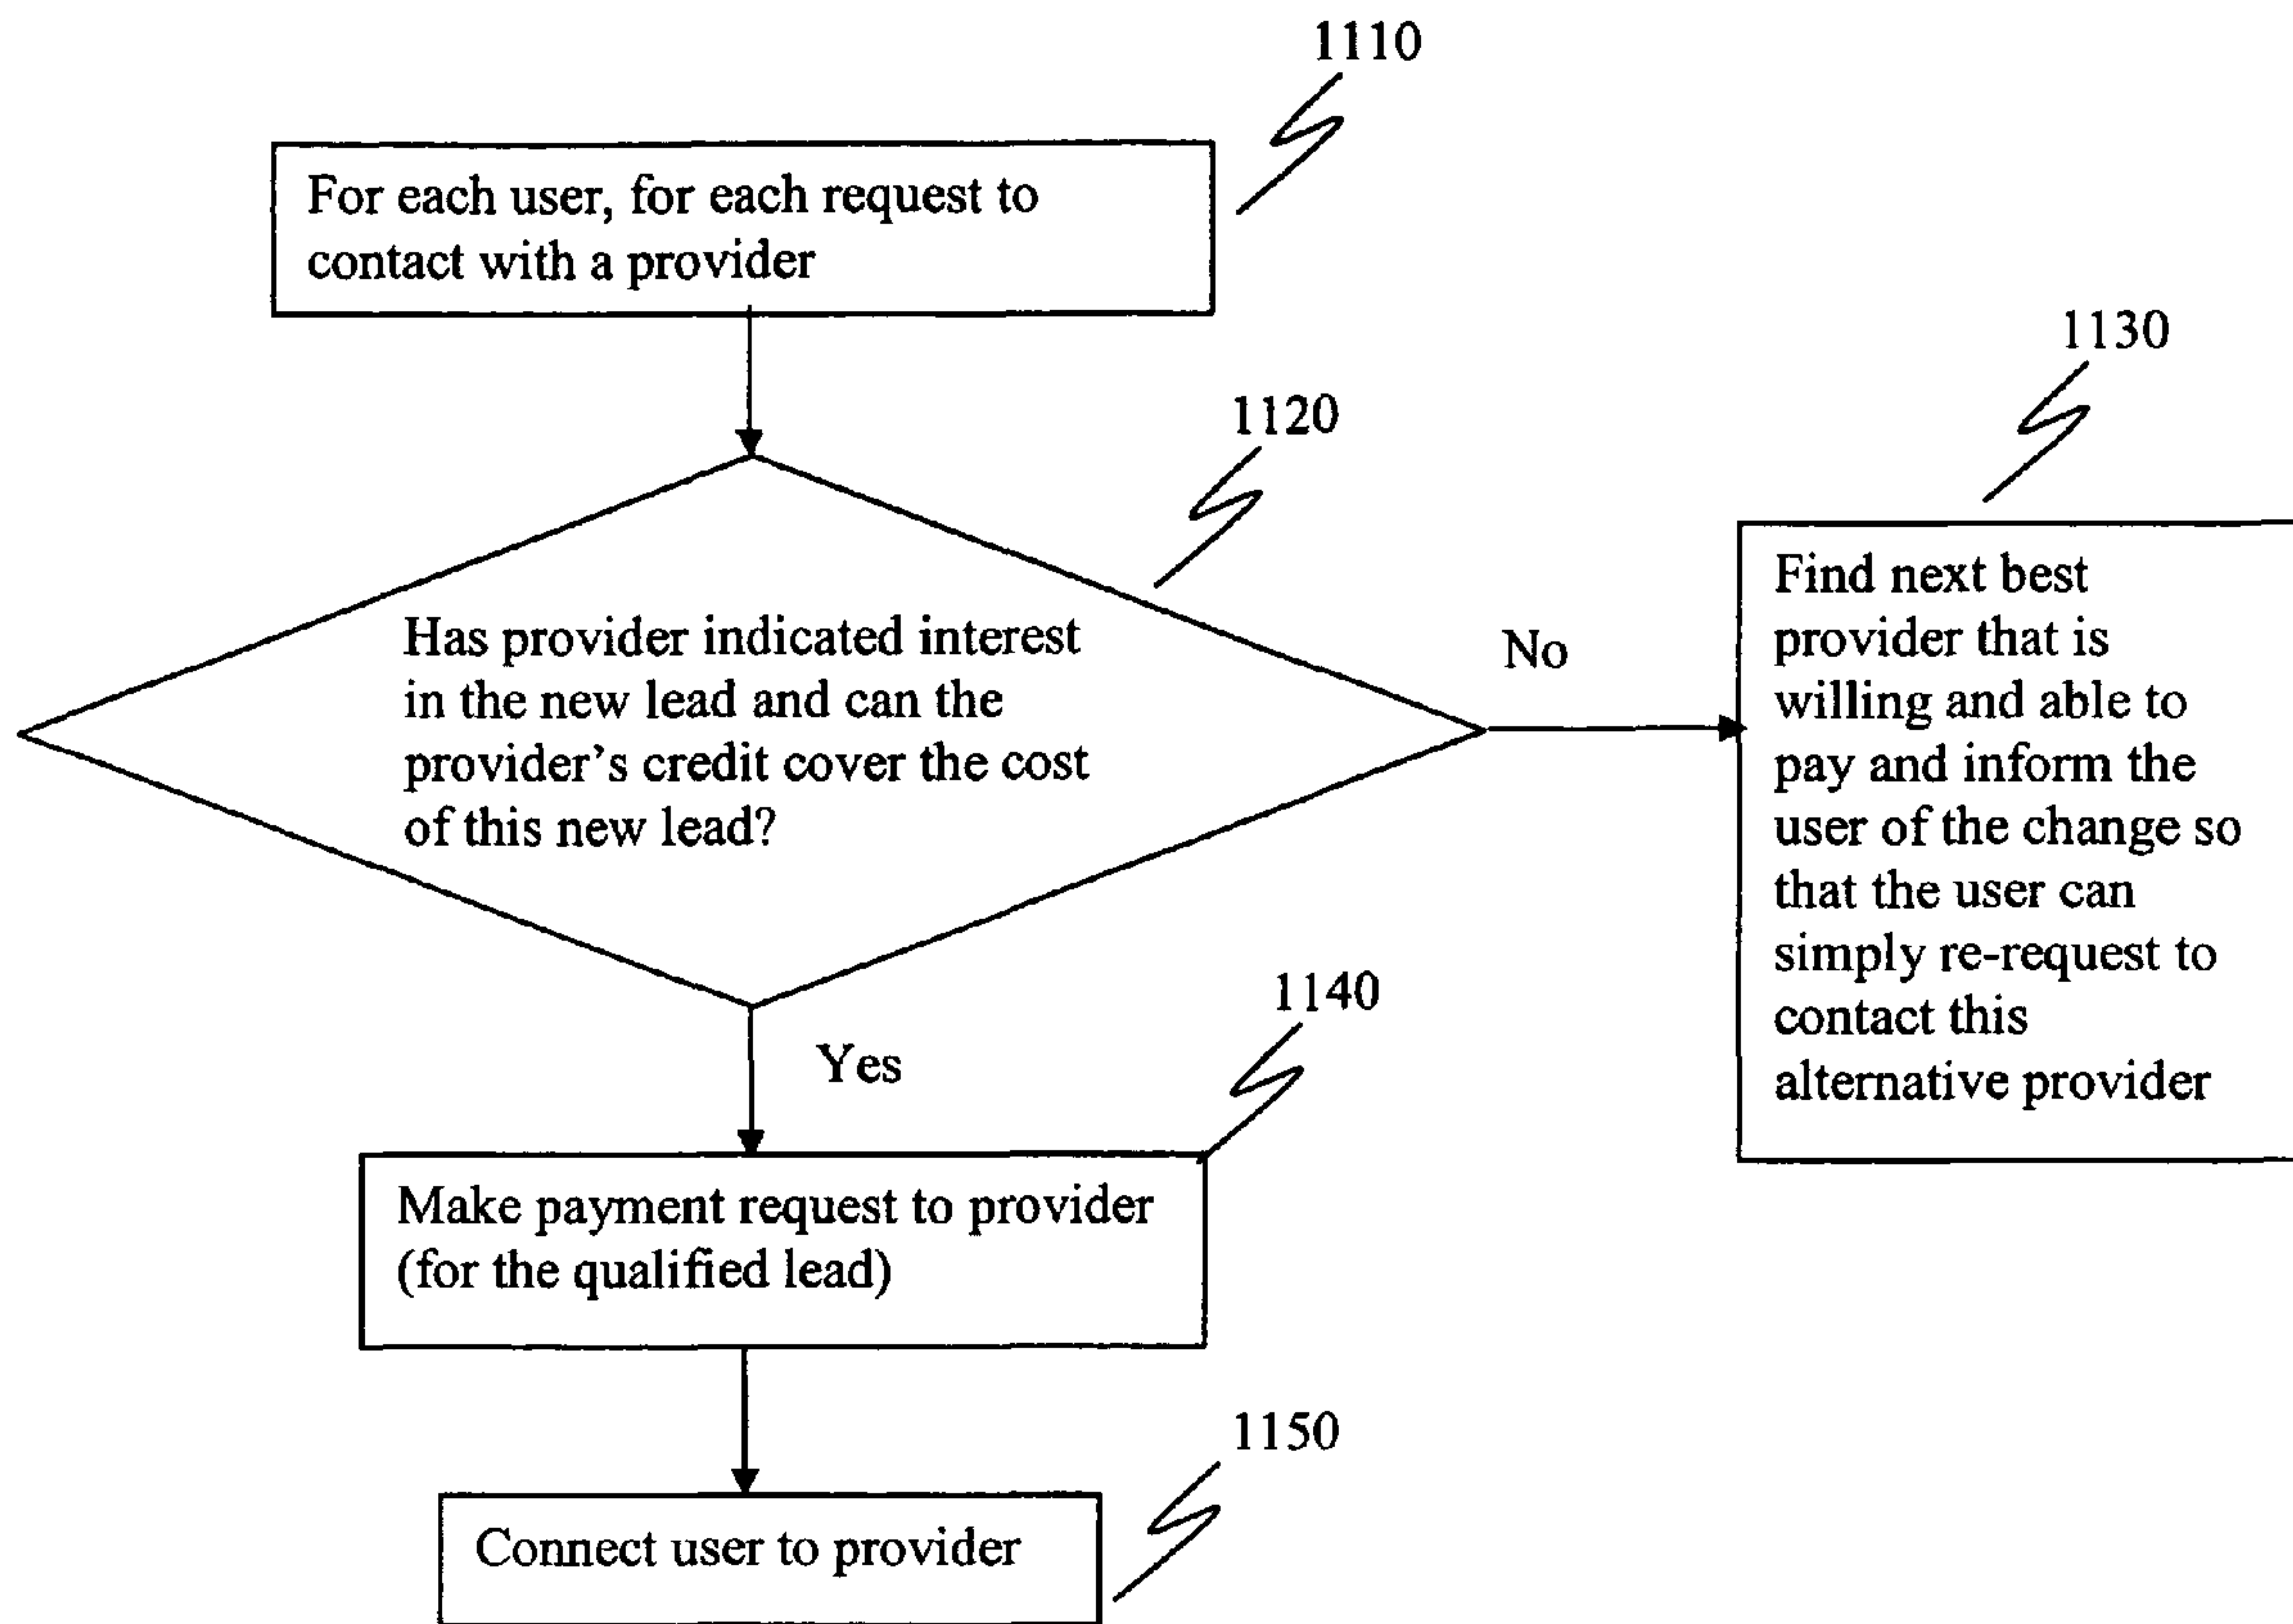 1110
For each user, for each request to
contact with a provider
1120
Has provider indicated interest
in the new lead and can the
provider's credit cover the cost
of this new lead?
No
1130
Find next best
provider that is
willing and able to
pay and inform the
user of the change so
that the user can
simply re-request to
contact this
alternative provider
Yes
1140
Make payment request to provider
(for the qualified lead)
1150
Connect user to provider